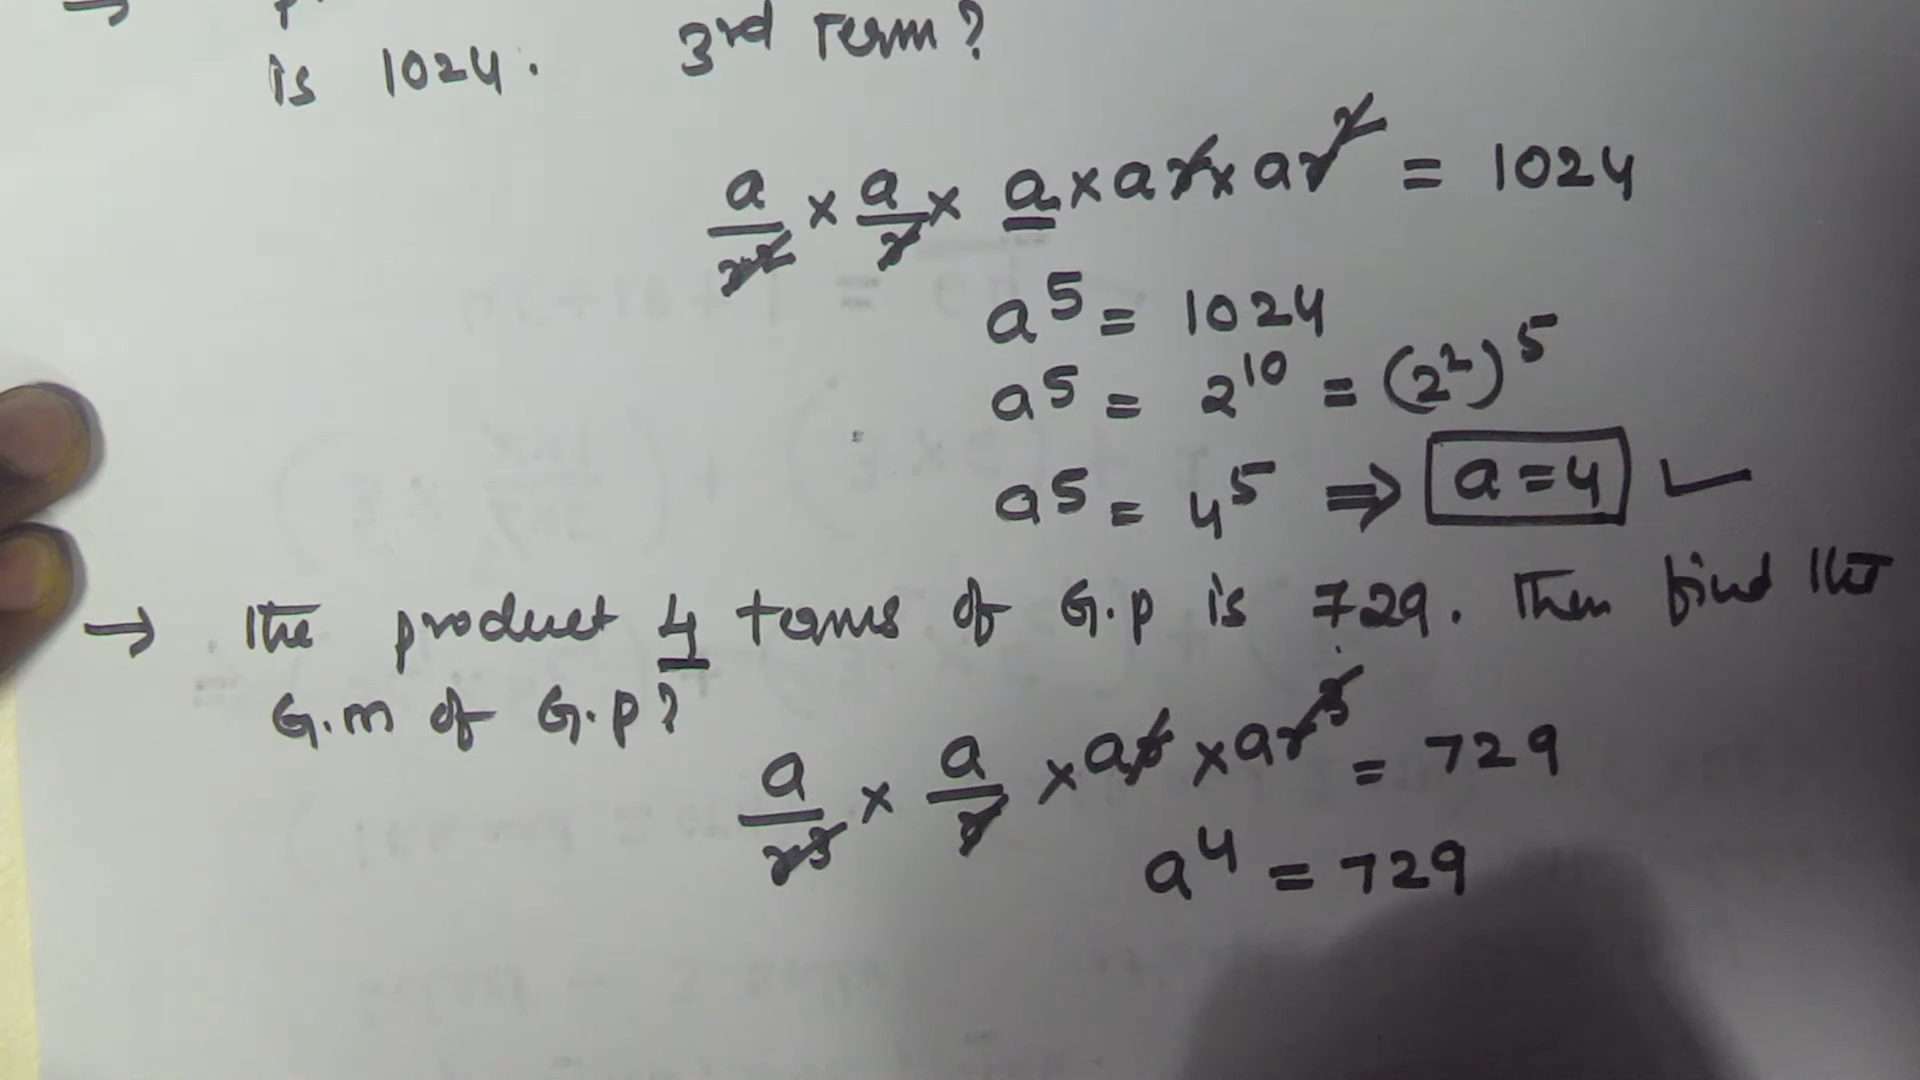 →
is 1024. 3rd Term?
a/r² × a/r × a × ar × ar² = 1024
a⁵ = 1024
a⁵ = 2¹⁰ = (2²)⁵
a⁵ = 4⁵ ⇒ a = 4 ✓
→ The product 4 terms of G.P is 729. Then find the
G.m of G.P?
a/r³ × a/r × ar × ar³ = 729
a⁴ = 729